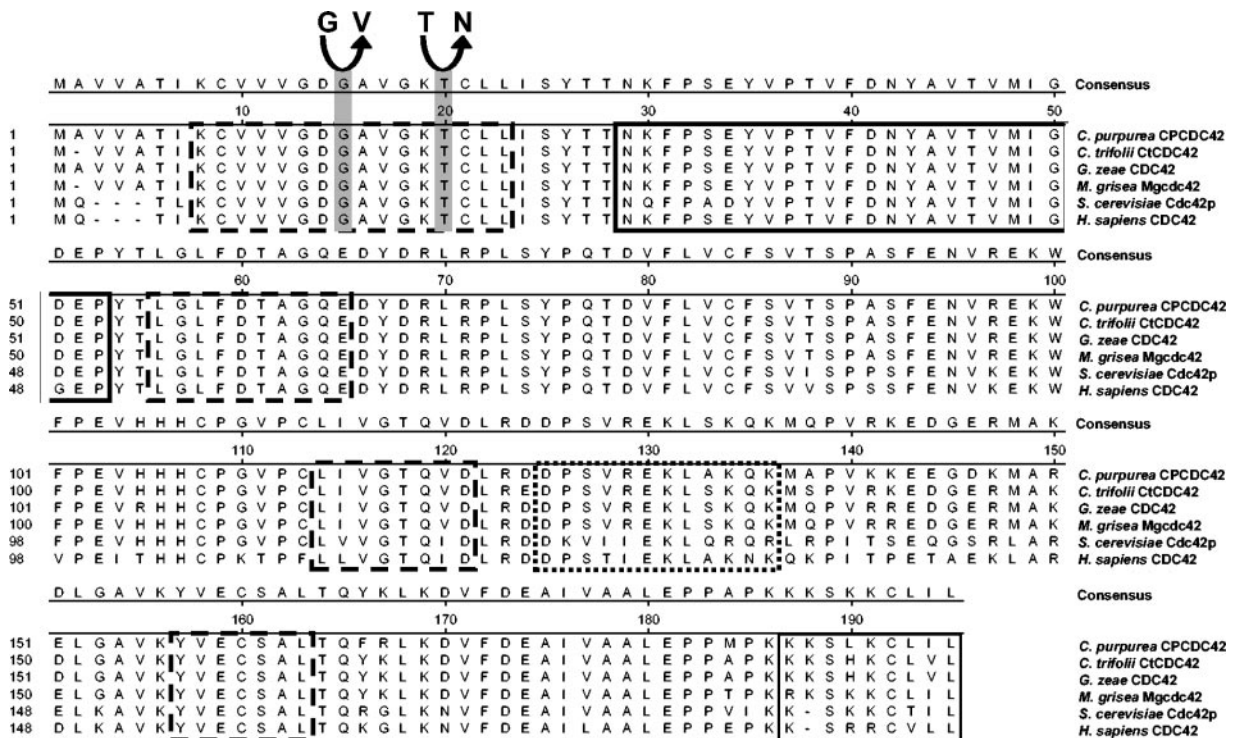 G V T N
M A V V A T I K C V V V G D G A V G K T C L L I S Y T T N K F P S E Y V P T V F D N Y A V T V M I G Consensus
10 20 30 40 50
1 M A V V A T I K C V V V G D G A V G K T C L L I S Y T T N K F P S E Y V P T V F D N Y A V T V M I G C. purpurea CPCDC42
1 M - V V A T I K C V V V G D G A V G K T C L L I S Y T T N K F P S E Y V P T V F D N Y A V T V M I G C. trifolii CtCDC42
1 M A V V A T I K C V V V G D G A V G K T C L L I S Y T T N K F P S E Y V P T V F D N Y A V T V M I G G. zeae CDC42
1 M - V V A T I K C V V V G D G A V G K T C L L I S Y T T N K F P S E Y V P T V F D N Y A V T V M I G M. grisea Mgcdc42
1 M Q - - - T L K C V V V G D G A V G K T C L L I S Y T T N Q F P A D Y V P T V F D N Y A V T V M I G S. cerevisiae Cdc42p
1 M Q - - - T I K C V V V G D G A V G K T C L L I S Y T T N K F P S E Y V P T V F D N Y A V T V M I G H. sapiens CDC42
D E P Y T L G L F D T A G Q E D Y D R L R P L S Y P Q T D V F L V C F S V T S P A S F E N V R E K W Consensus
60 70 80 90 100
51 D E P Y T L G L F D T A G Q E D Y D R L R P L S Y P Q T D V F L V C F S V T S P A S F E N V R E K W C. purpurea CPCDC42
50 D E P Y T L G L F D T A G Q E D Y D R L R P L S Y P Q T D V F L V C F S V T S P A S F E N V R E K W C. trifolii CtCDC42
51 D E P Y T L G L F D T A G Q E D Y D R L R P L S Y P Q T D V F L V C F S V T S P A S F E N V R E K W G. zeae CDC42
50 D E P Y T L G L F D T A G Q E D Y D R L R P L S Y P Q T D V F L V C F S V T S P A S F E N V R E K W M. grisea Mgcdc42
48 D E P Y T L G L F D T A G Q E D Y D R L R P L S Y P S T D V F L V C F S V I S P P S F E N V K E K W S. cerevisiae Cdc42p
48 G E P Y T L G L F D T A G Q E D Y D R L R P L S Y P Q T D V F L V C F S V V S P S S F E N V K E K W H. sapiens CDC42
F P E V H H H C P G V P C L I V G T Q V D L R D D P S V R E K L S K Q K M Q P V R K E D G E R M A K Consensus
110 120 130 140 150
101 F P E V H H H C P G V P C L I V G T Q V D L R D D P S V R E K L A K Q K M A P V K K E E G D K M A R C. purpurea CPCDC42
100 F P E V H H H C P G V P C L I V G T Q V D L R E D P S V R E K L S K Q K M S P V R K E D G E R M A K C. trifolii CtCDC42
101 F P E V R H H C P G V P C L I V G T Q V D L R D D P S V R E K L S K Q K M Q P V R R E D G E R M A K G. zeae CDC42
100 F P E V H H H C P G V P C L I V G T Q V D L R D D P S V R E K L S K Q K M Q P V R R E D G E R M A K M. grisea Mgcdc42
98 F P E V H H H C P G V P C L V V G T Q I D L R D D K V I I E K L Q R Q R L R P I T S E Q G S R L A R S. cerevisiae Cdc42p
98 V P E I T H H C P K T P F L L V G T Q I D L R D D P S T I E K L A K N K Q K P I T P E T A E K L A R H. sapiens CDC42
D L G A V K Y V E C S A L T Q Y K L K D V F D E A I V A A L E P P A P K K K S K K C L I L Consensus
160 170 180 190
151 E L G A V K Y V E C S A L T Q F R L K D V F D E A I V A A L E P P M P K K K S L K C L I L C. purpurea CPCDC42
150 D L G A V K Y V E C S A L T Q Y K L K D V F D E A I V A A L E P P A P K K K S H K C L V L C. trifolii CtCDC42
151 D L G A V K Y V E C S A L T Q Y K L K D V F D E A I V A A L E P P A P K K K S H K C L V L G. zeae CDC42
150 E L G A V K Y V E C S A L T Q Y K L K D V F D E A I V A A L E P P T P K R K S K K C L I L M. grisea Mgcdc42
148 E L K A V K Y V E C S A L T Q R G L K N V F D E A I V A A L E P P V I K K - S K K C T I L S. cerevisiae Cdc42p
148 D L K A V K Y V E C S A L T Q K G L K N V F D E A I L A A L E P P E P K K - S R R C V L L H. sapiens CDC42